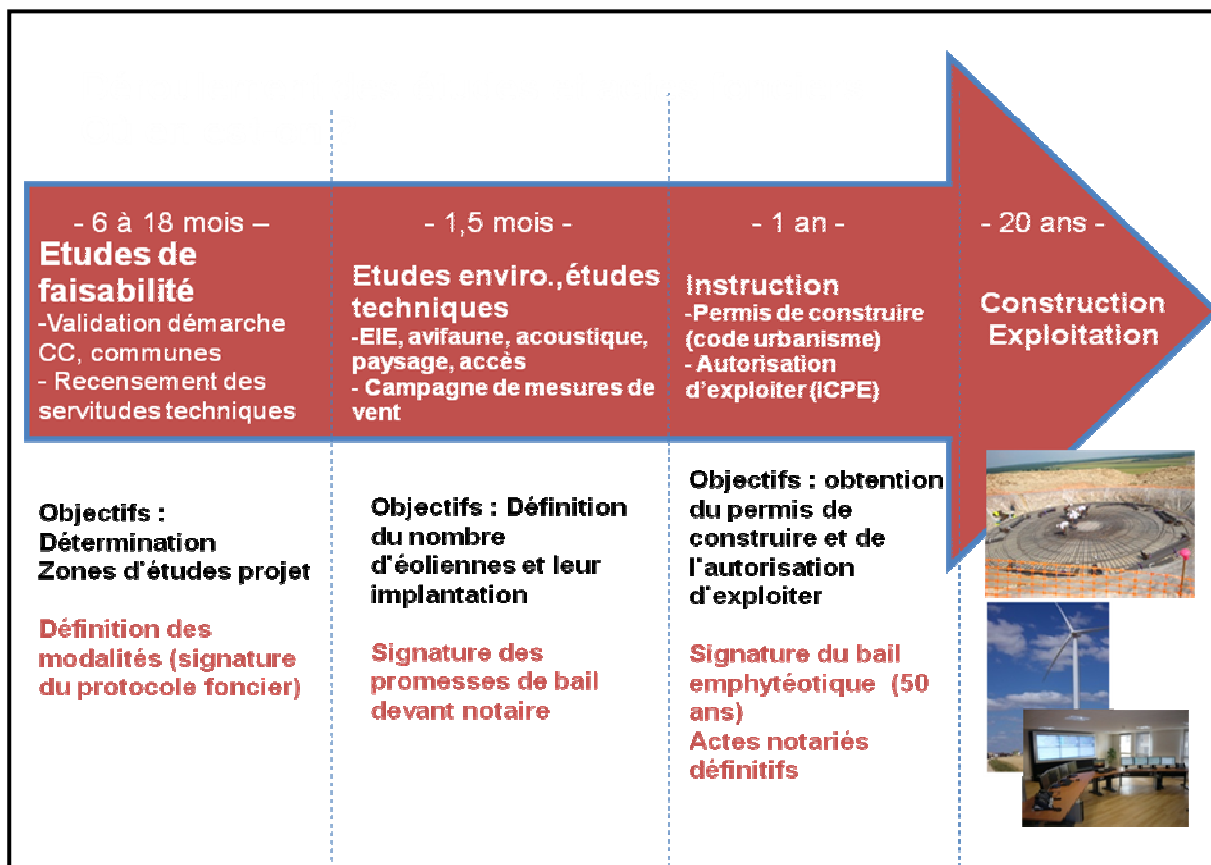 - 6 à 18 mois –
Etudes de
faisabilité
-Validation démarche
CC, communes
- Recensement des
servitudes techniques
- 1,5 mois -
Etudes enviro.,études
techniques
-EIE, avifaune, acoustique,
paysage, accès
- Campagne de mesures de
vent
- 1 an -
Instruction
-Permis de construire
(code urbanisme)
- Autorisation
d'exploiter (ICPE)
- 20 ans -
Construction
Exploitation
Objectifs :
Détermination
Zones d'études projet
Définition des
modalités (signature
du protocole foncier)
Objectifs : Définition
du nombre
d'éoliennes et leur
implantation
Signature des
promesses de bail
devant notaire
Objectifs : obtention
du permis de
construire et de
l'autorisation
d'exploiter
Signature du bail
emphytéotique (50
ans)
Actes notariés
définitifs